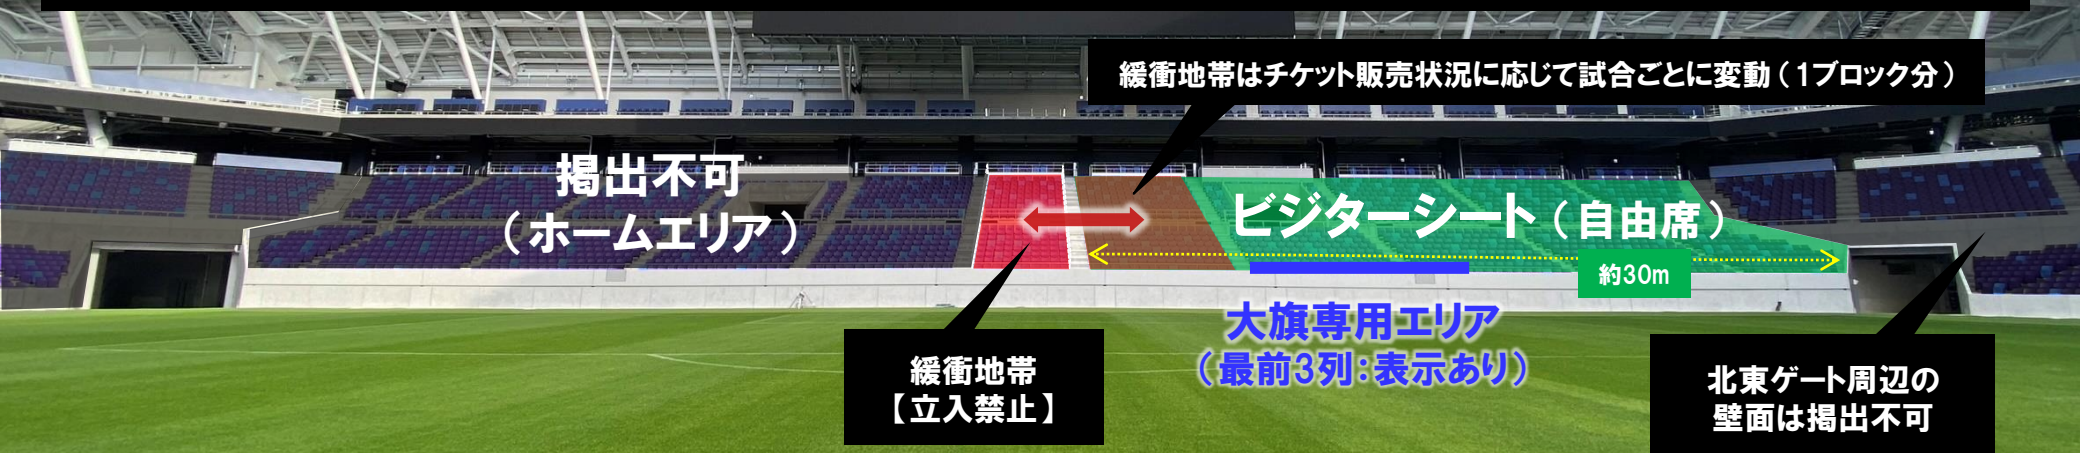 緩衝地帯はチケット販売状況に応じて試合ごとに変動（1ブロック分）
掲出不可
（ホームエリア）
ビジターシート（自由席）
約30m
大旗専用エリア
（最前3列：表示あり）
緩衝地帯
【立入禁止】
北東ゲート周辺の
壁面は掲出不可